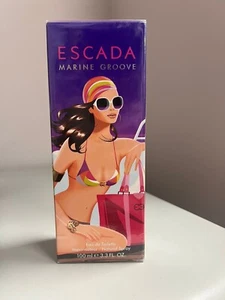 ESCADA
MARINE GROOVE
Eau de Toilette
100 ml e 3.3 FL. OZ.